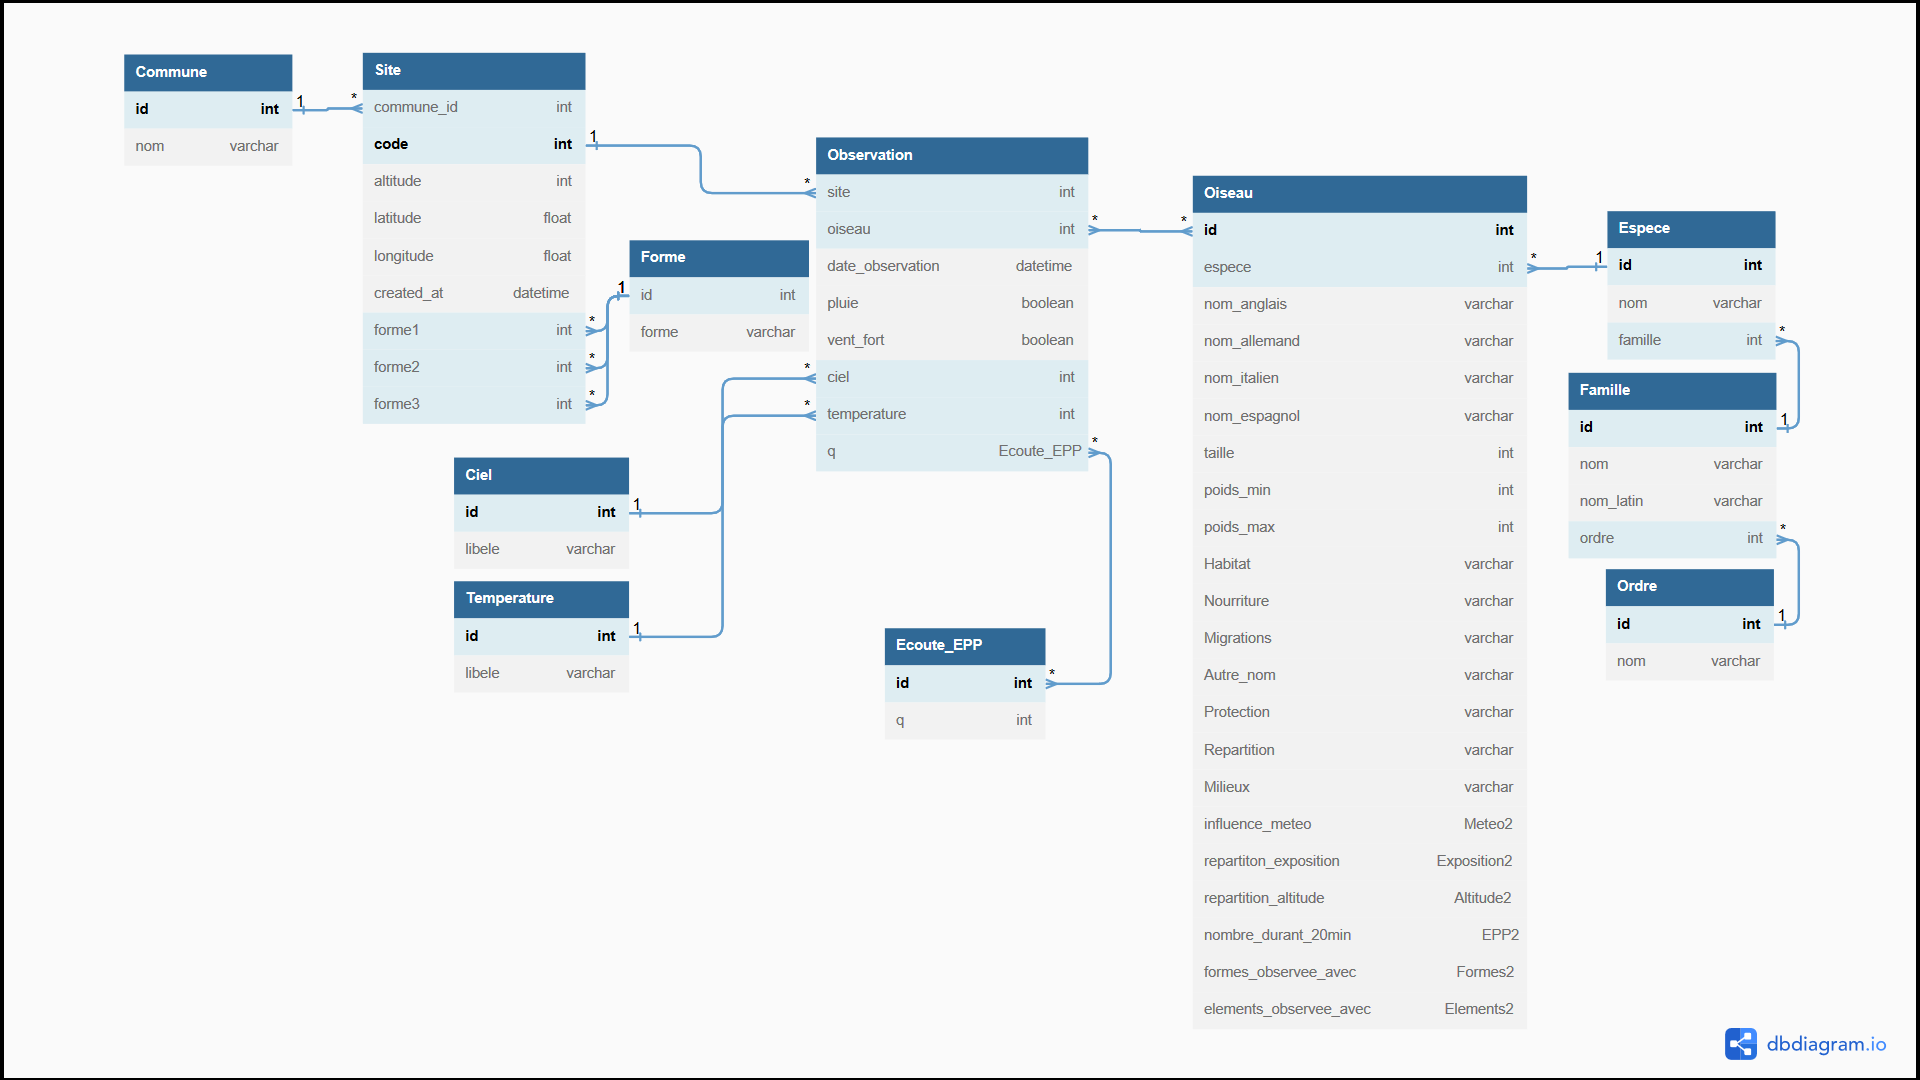 Commune
id int
nom varchar
1 *
Site
commune_id int
code int
altitude int
latitude float
longitude float
created_at datetime
forme1 int
forme2 int
forme3 int
1 *
* * * 1
Forme
id int
forme varchar
Ciel
id int
libele varchar
1 *
Temperature
id int
libele varchar
1 *
Observation
site int
oiseau int
date_observation datetime
pluie boolean
vent_fort boolean
ciel int
temperature int
q Ecoute_EPP
* *
Ecoute_EPP
id int
q int
* *
Oiseau
id int
espece int
nom_anglais varchar
nom_allemand varchar
nom_italien varchar
nom_espagnol varchar
taille int
poids_min int
poids_max int
Habitat varchar
Nourriture varchar
Migrations varchar
Autre_nom varchar
Protection varchar
Repartition varchar
Milieux varchar
influence_meteo Meteo2
repartiton_exposition Exposition2
repartition_altitude Altitude2
nombre_durant_20min EPP2
formes_observee_avec Formes2
elements_observee_avec Elements2
* 1
Espece
id int
nom varchar
famille int
* 1
Famille
id int
nom varchar
nom_latin varchar
ordre int
* 1
Ordre
id int
nom varchar
dbdiagram.io